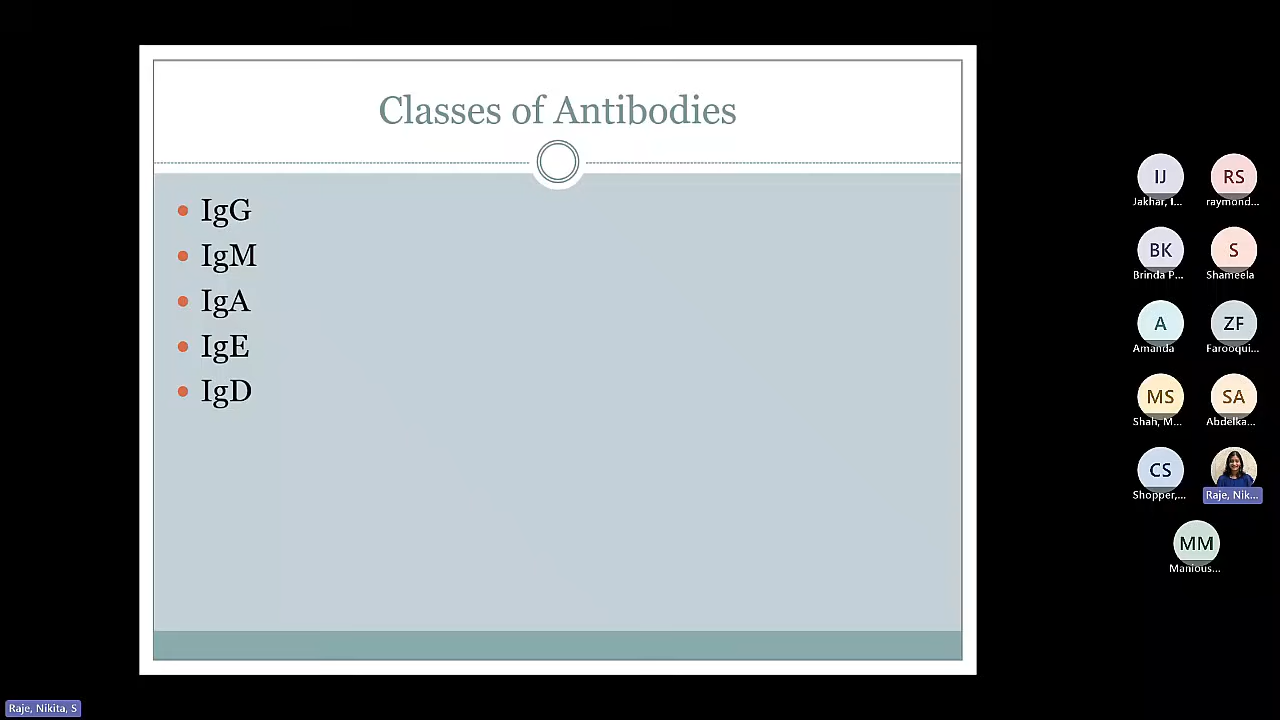 Classes of Antibodies
IgG
IgM
IgA
IgE
IgD
IJ
Jakhar, I...
RS
raymond...
BK
Brinda P...
S
Shameela
A
Amanda
ZF
Farooqui...
MS
Shah, M...
SA
Abdelka...
CS
Shopper,...
Raje, Nik...
MM
Manious...
Raje, Nikita, S